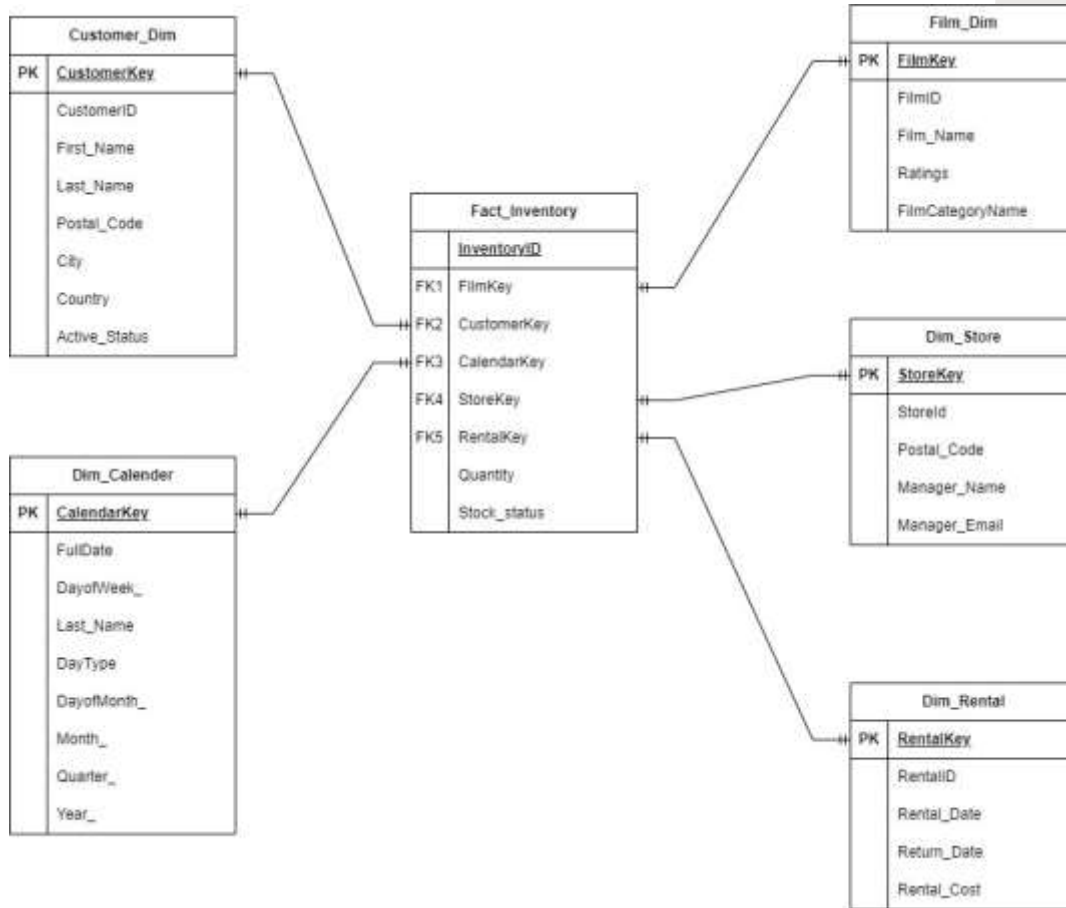 Customer_Dim
PK CustomerKey
CustomerID
First_Name
Last_Name
Postal_Code
City
Country
Active_Status
Dim_Calender
PK CalendarKey
FullDate
DayofWeek_
Last_Name
DayType
DayofMonth_
Month_
Quarter_
Year_
Fact_Inventory
InventoryID
FK1 FilmKey
FK2 CustomerKey
FK3 CalendarKey
FK4 StoreKey
FK5 RentalKey
Quantity
Stock_status
Film_Dim
PK FilmKey
FilmID
Film_Name
Ratings
FilmCategoryName
Dim_Store
PK StoreKey
StoreId
Postal_Code
Manager_Name
Manager_Email
Dim_Rental
PK RentalKey
RentalID
Rental_Date
Return_Date
Rental_Cost